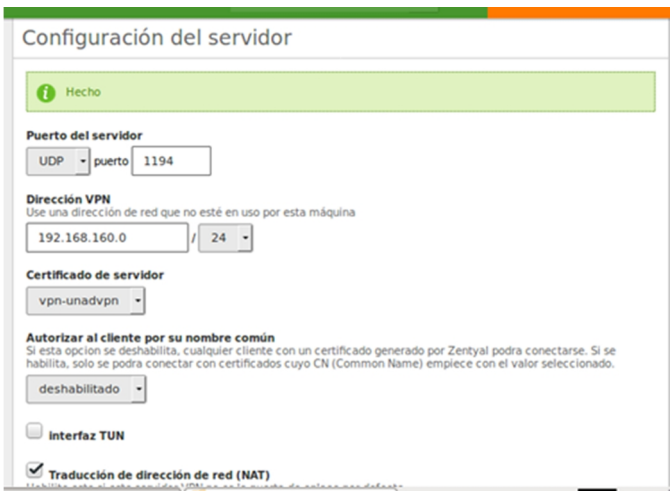 Configuración del servidor
Hecho
Puerto del servidor
UDP puerto 1194
Dirección VPN
Use una dirección de red que no esté en uso por esta máquina
192.168.160.0 / 24
Certificado de servidor
vpn-unadvpn
Autorizar al cliente por su nombre común
Si esta opcion se deshabilita, cualquier cliente con un certificado generado por Zentyal podra conectarse. Si se
habilita, solo se podra conectar con certificados cuyo CN (Common Name) empiece con el valor seleccionado.
deshabilitado
interfaz TUN
Traducción de dirección de red (NAT)